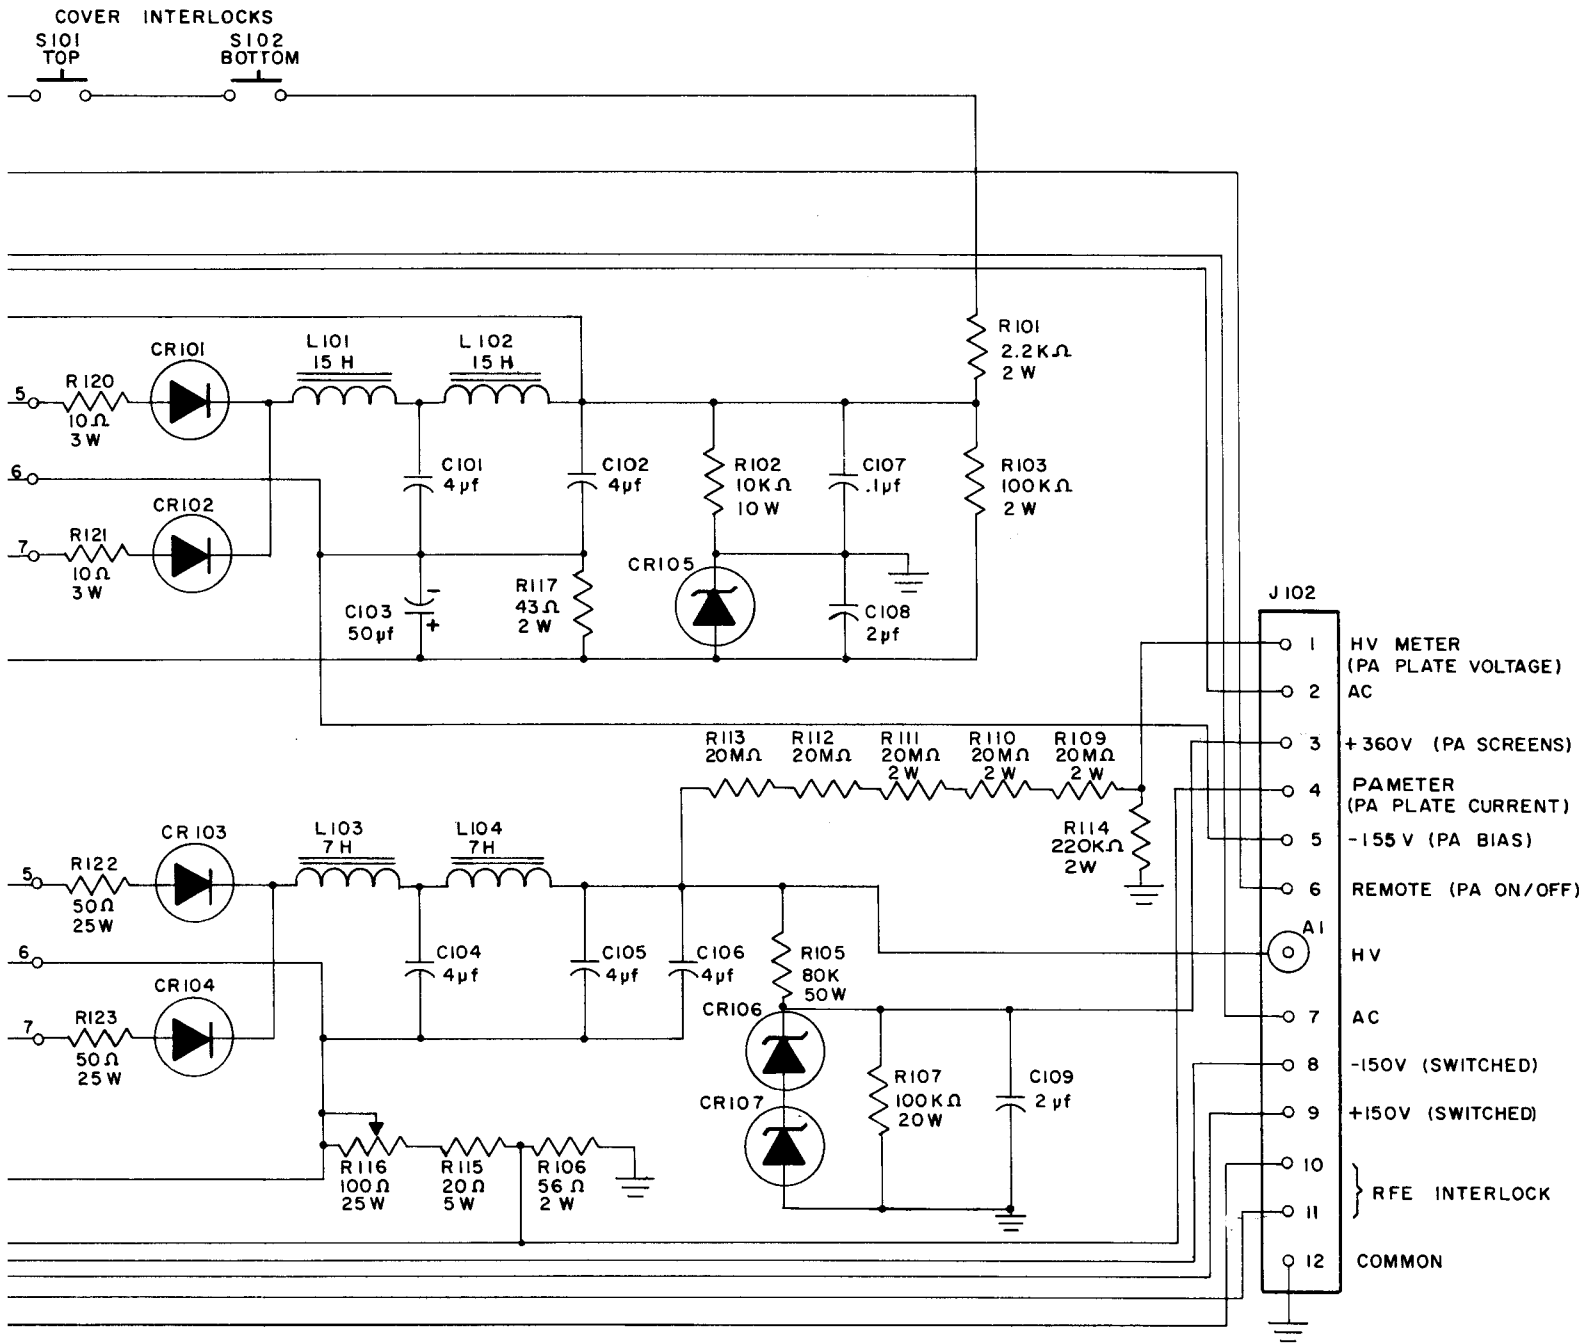 COVER INTERLOCKS
S101
TOP
S102
BOTTOM
R101
2.2KΩ
2W
CR101
L101
15H
L102
15H
5
R120
10Ω
3W
6
C101
4µf
C102
4µf
R102
10KΩ
10W
C107
.1µf
R103
100KΩ
2W
CR102
7
R121
10Ω
3W
C103
50µf
-
+
R117
43Ω
2W
CR105
C108
2µf
J102
1 HV METER
(PA PLATE VOLTAGE)
2 AC
3 +360V (PA SCREENS)
4 PA METER
(PA PLATE CURRENT)
5 -155V (PA BIAS)
6 REMOTE (PA ON/OFF)
A1
HV
7 AC
8 -150V (SWITCHED)
9 +150V (SWITCHED)
10
RFE INTERLOCK
11
12 COMMON
R113
20MΩ
R112
20MΩ
R111
20MΩ
2W
R110
20MΩ
2W
R109
20MΩ
2W
R114
220KΩ
2W
CR103
L103
7H
L104
7H
5
R122
50Ω
25W
6
C104
4µf
C105
4µf
C106
4µf
R105
80K
50W
CR104
7
R123
50Ω
25W
CR106
CR107
R107
100KΩ
20W
C109
2µf
R116
100Ω
25W
R115
20Ω
5W
R106
56Ω
2W